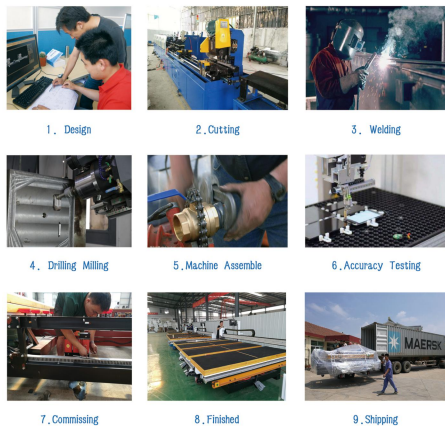 1. Design
2.Cutting
3. Welding
4. Drilling Milling
5.Machine Assemble
6.Accuracy Testing
MAERSK
7.Commissing
8.Finished
9.Shipping